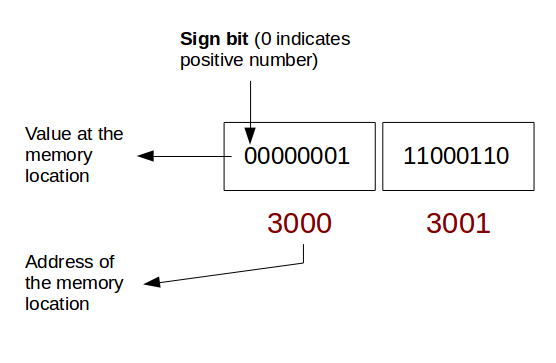 Sign bit (0 indicates
positive number)
Value at the
memory
location
00000001 11000110
3000 3001
Address of
the memory
location